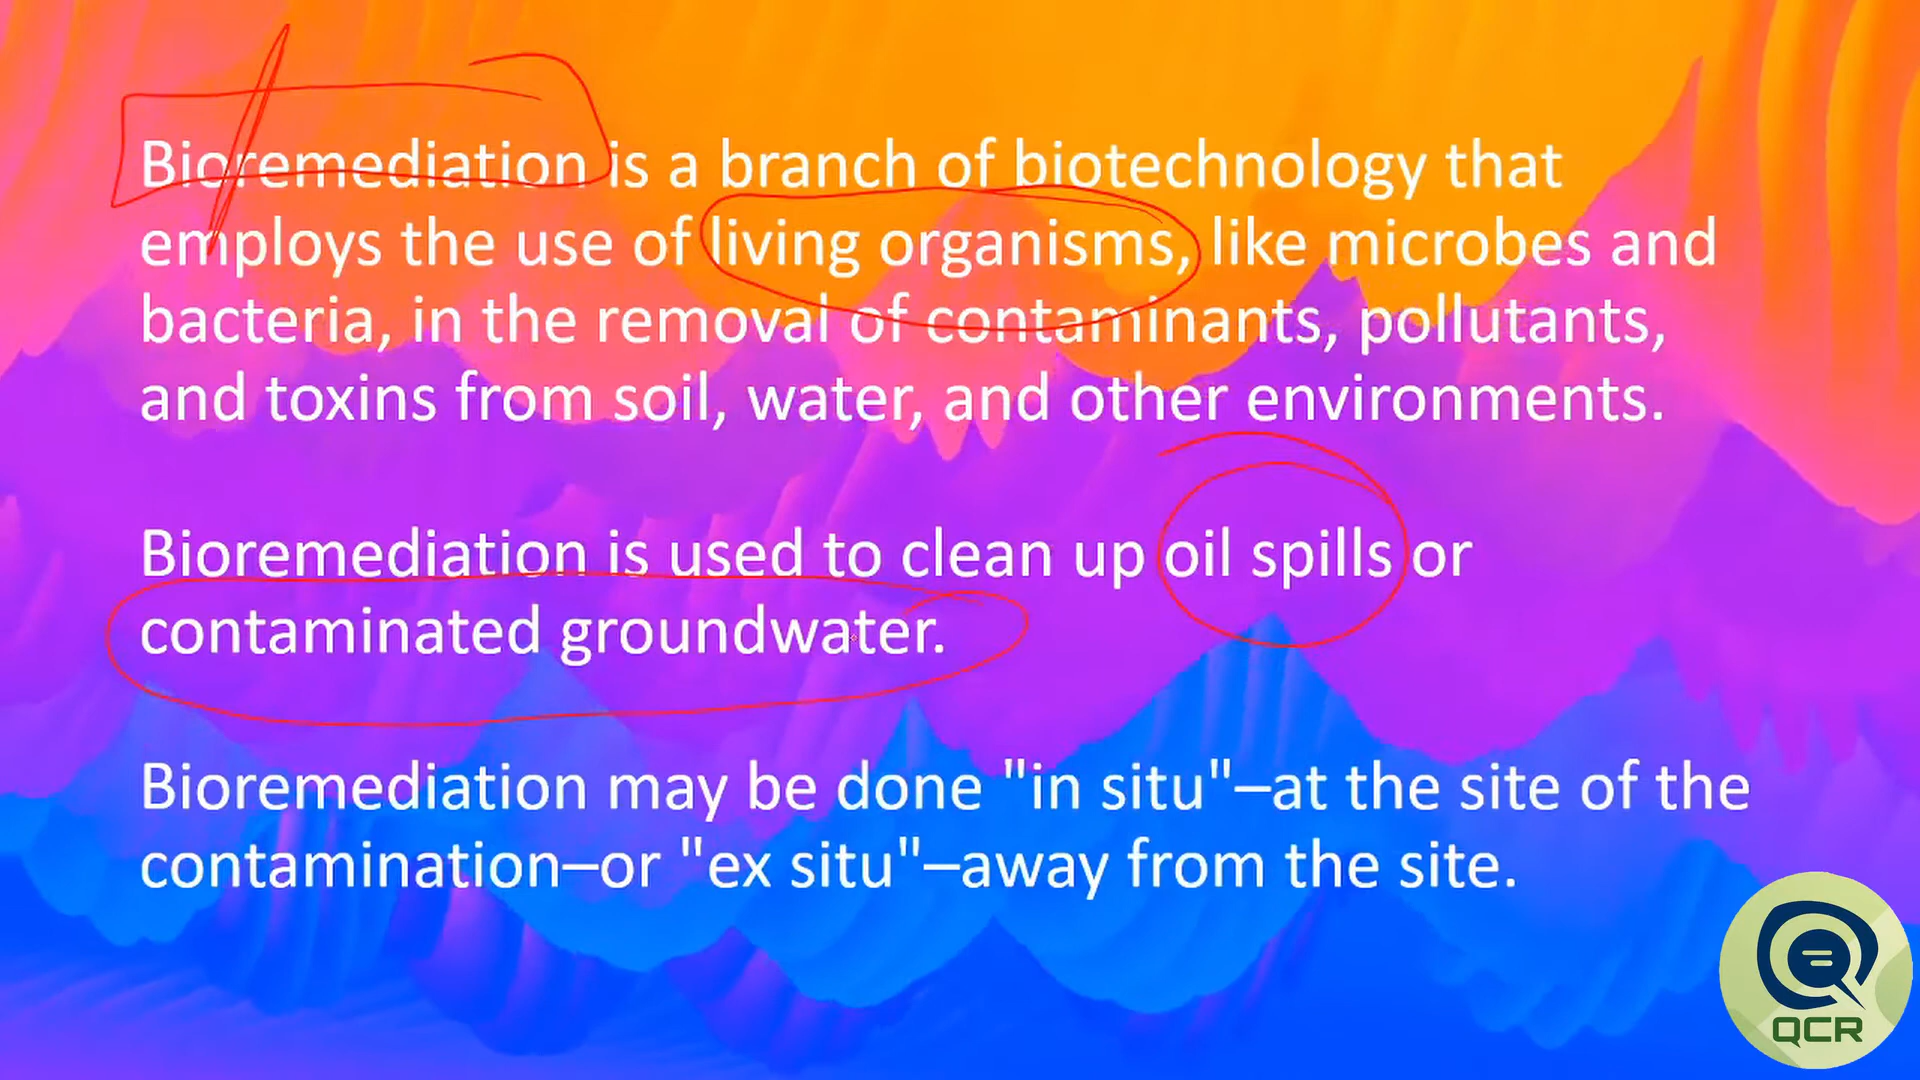 Bioremediation is a branch of biotechnology that
employs the use of living organisms, like microbes and
bacteria, in the removal of contaminants, pollutants,
and toxins from soil, water, and other environments.
Bioremediation is used to clean up oil spills or
contaminated groundwater.
Bioremediation may be done "in situ"–at the site of the
contamination–or "ex situ"–away from the site.
QCR